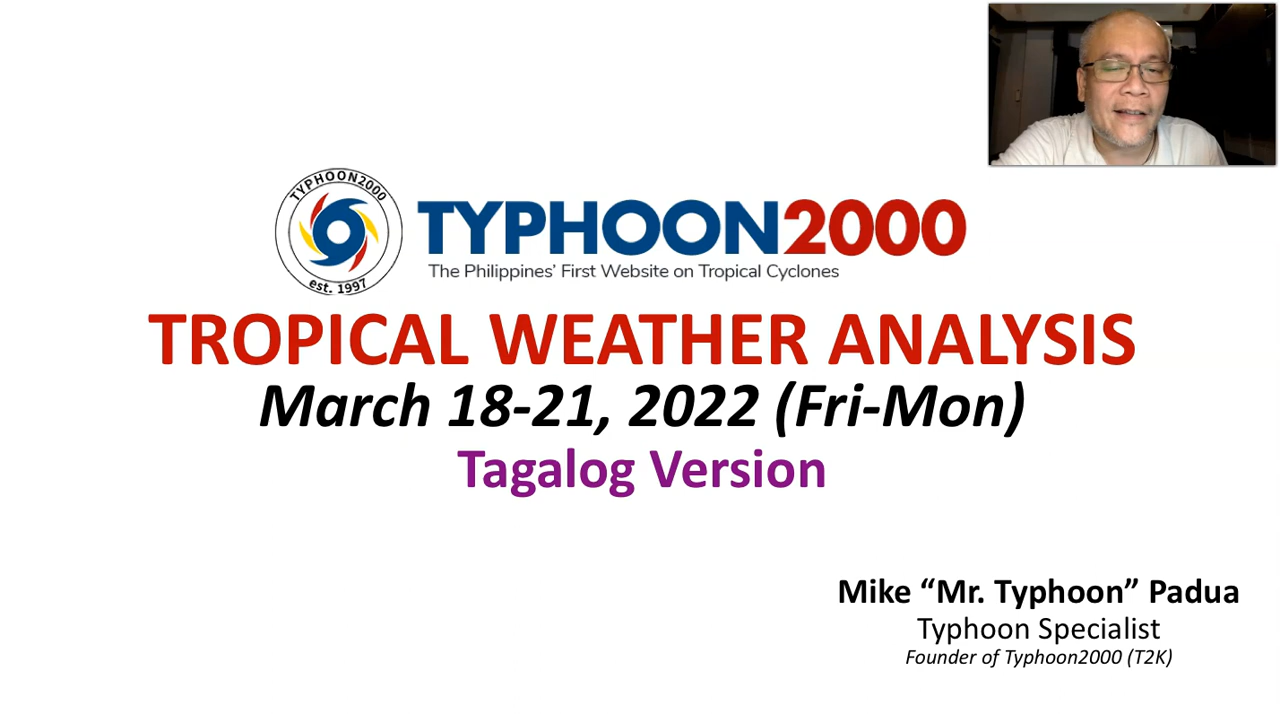 TYPHOON2000
est. 1997
TYPHOON2000
The Philippines' First Website on Tropical Cyclones
TROPICAL WEATHER ANALYSIS
March 18-21, 2022 (Fri-Mon)
Tagalog Version
Mike “Mr. Typhoon” Padua
Typhoon Specialist
Founder of Typhoon2000 (T2K)